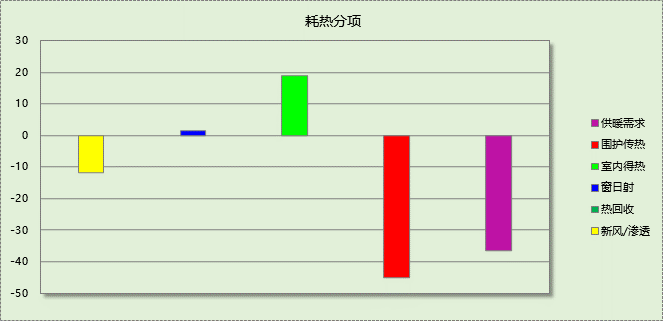 耗热分项
30
20
10
0
-10
-20
-30
-40
-50
供暖需求
围护传热
室内得热
窗日射
热回收
新风/渗透